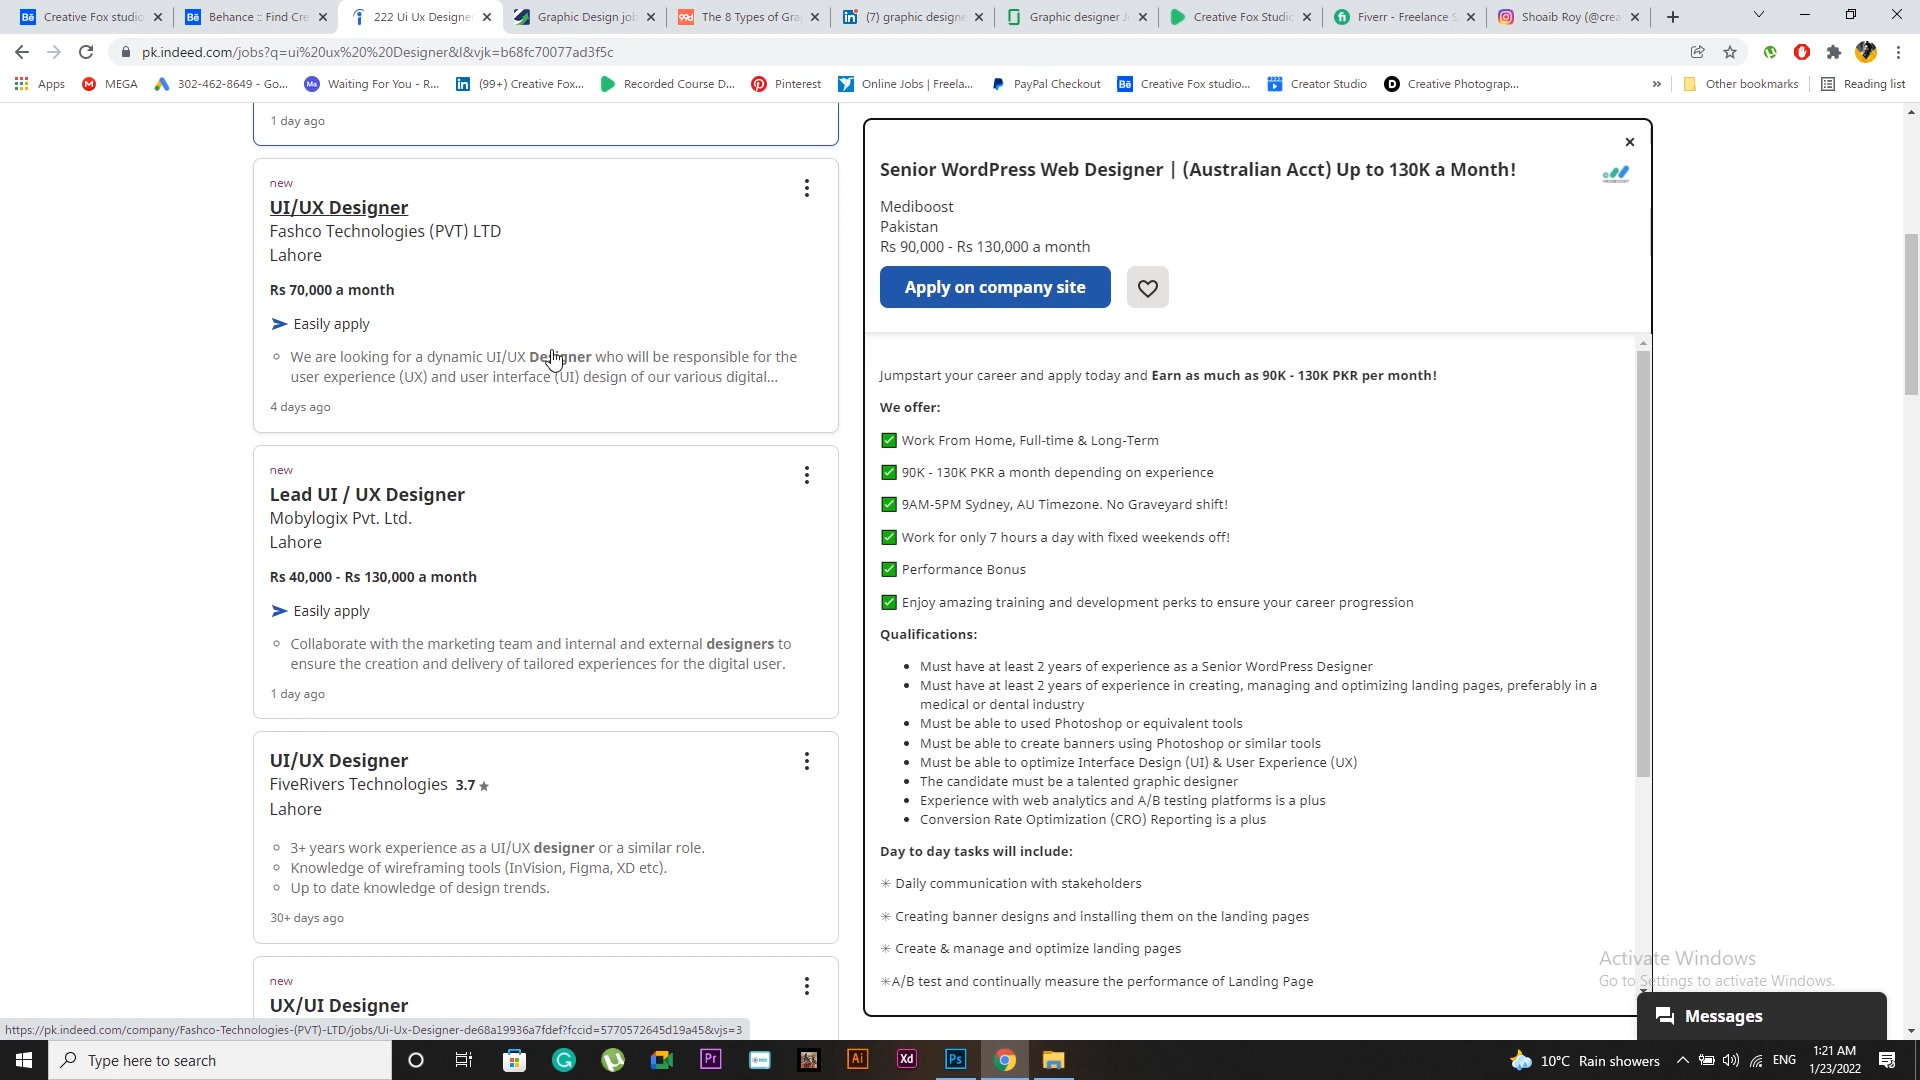 Creative Fox studio
Behance :: Find Cre
222 Ui Ux Designer
Graphic Design job
The 8 Types of Gra
(7) graphic designe
Graphic designer J
Creative Fox Studio
Fiverr - Freelance S
Shoaib Roy (@crea
pk.indeed.com/jobs?q=ui%20ux%20%20Designer&l&vjk=b68fc70077ad3f5c
Apps
MEGA
302-462-8649 - Go...
Waiting For You - R...
(99+) Creative Fox...
Recorded Course D...
Pinterest
Online Jobs | Freela...
PayPal Checkout
Creative Fox studio...
Creator Studio
Creative Photograp...
»
Other bookmarks
Reading list
1 day ago
new
UI/UX Designer
Fashco Technologies (PVT) LTD
Lahore
Rs 70,000 a month
Easily apply
We are looking for a dynamic UI/UX Designer who will be responsible for the
user experience (UX) and user interface (UI) design of our various digital...
4 days ago
new
Lead UI / UX Designer
Mobylogix Pvt. Ltd.
Lahore
Rs 40,000 - Rs 130,000 a month
Easily apply
Collaborate with the marketing team and internal and external designers to
ensure the creation and delivery of tailored experiences for the digital user.
1 day ago
UI/UX Designer
FiveRivers Technologies 3.7
Lahore
3+ years work experience as a UI/UX designer or a similar role.
Knowledge of wireframing tools (InVision, Figma, XD etc).
Up to date knowledge of design trends.
30+ days ago
new
UX/UI Designer
Senior WordPress Web Designer | (Australian Acct) Up to 130K a Month!
Mediboost
Pakistan
Rs 90,000 - Rs 130,000 a month
Apply on company site
Jumpstart your career and apply today and Earn as much as 90K - 130K PKR per month!
We offer:
✅ Work From Home, Full-time & Long-Term
✅ 90K - 130K PKR a month depending on experience
✅ 9AM-5PM Sydney, AU Timezone. No Graveyard shift!
✅ Work for only 7 hours a day with fixed weekends off!
✅ Performance Bonus
✅ Enjoy amazing training and development perks to ensure your career progression
Qualifications:
Must have at least 2 years of experience as a Senior WordPress Designer
Must have at least 2 years of experience in creating, managing and optimizing landing pages, preferably in a
medical or dental industry
Must be able to used Photoshop or equivalent tools
Must be able to create banners using Photoshop or similar tools
Must be able to optimize Interface Design (UI) & User Experience (UX)
The candidate must be a talented graphic designer
Experience with web analytics and A/B testing platforms is a plus
Conversion Rate Optimization (CRO) Reporting is a plus
Day to day tasks will include:
✳ Daily communication with stakeholders
✳ Creating banner designs and installing them on the landing pages
✳ Create & manage and optimize landing pages
✳A/B test and continually measure the performance of Landing Page
Activate Windows
Go to Settings to activate Windows.
Messages
https://pk.indeed.com/company/Fashco-Technologies-(PVT)-LTD/jobs/Ui-Ux-Designer-de68a19936a7fdef?fccid=5770572645d19a45&vjs=3
Type here to search
10°C Rain showers
ENG
1:21 AM
1/23/2022